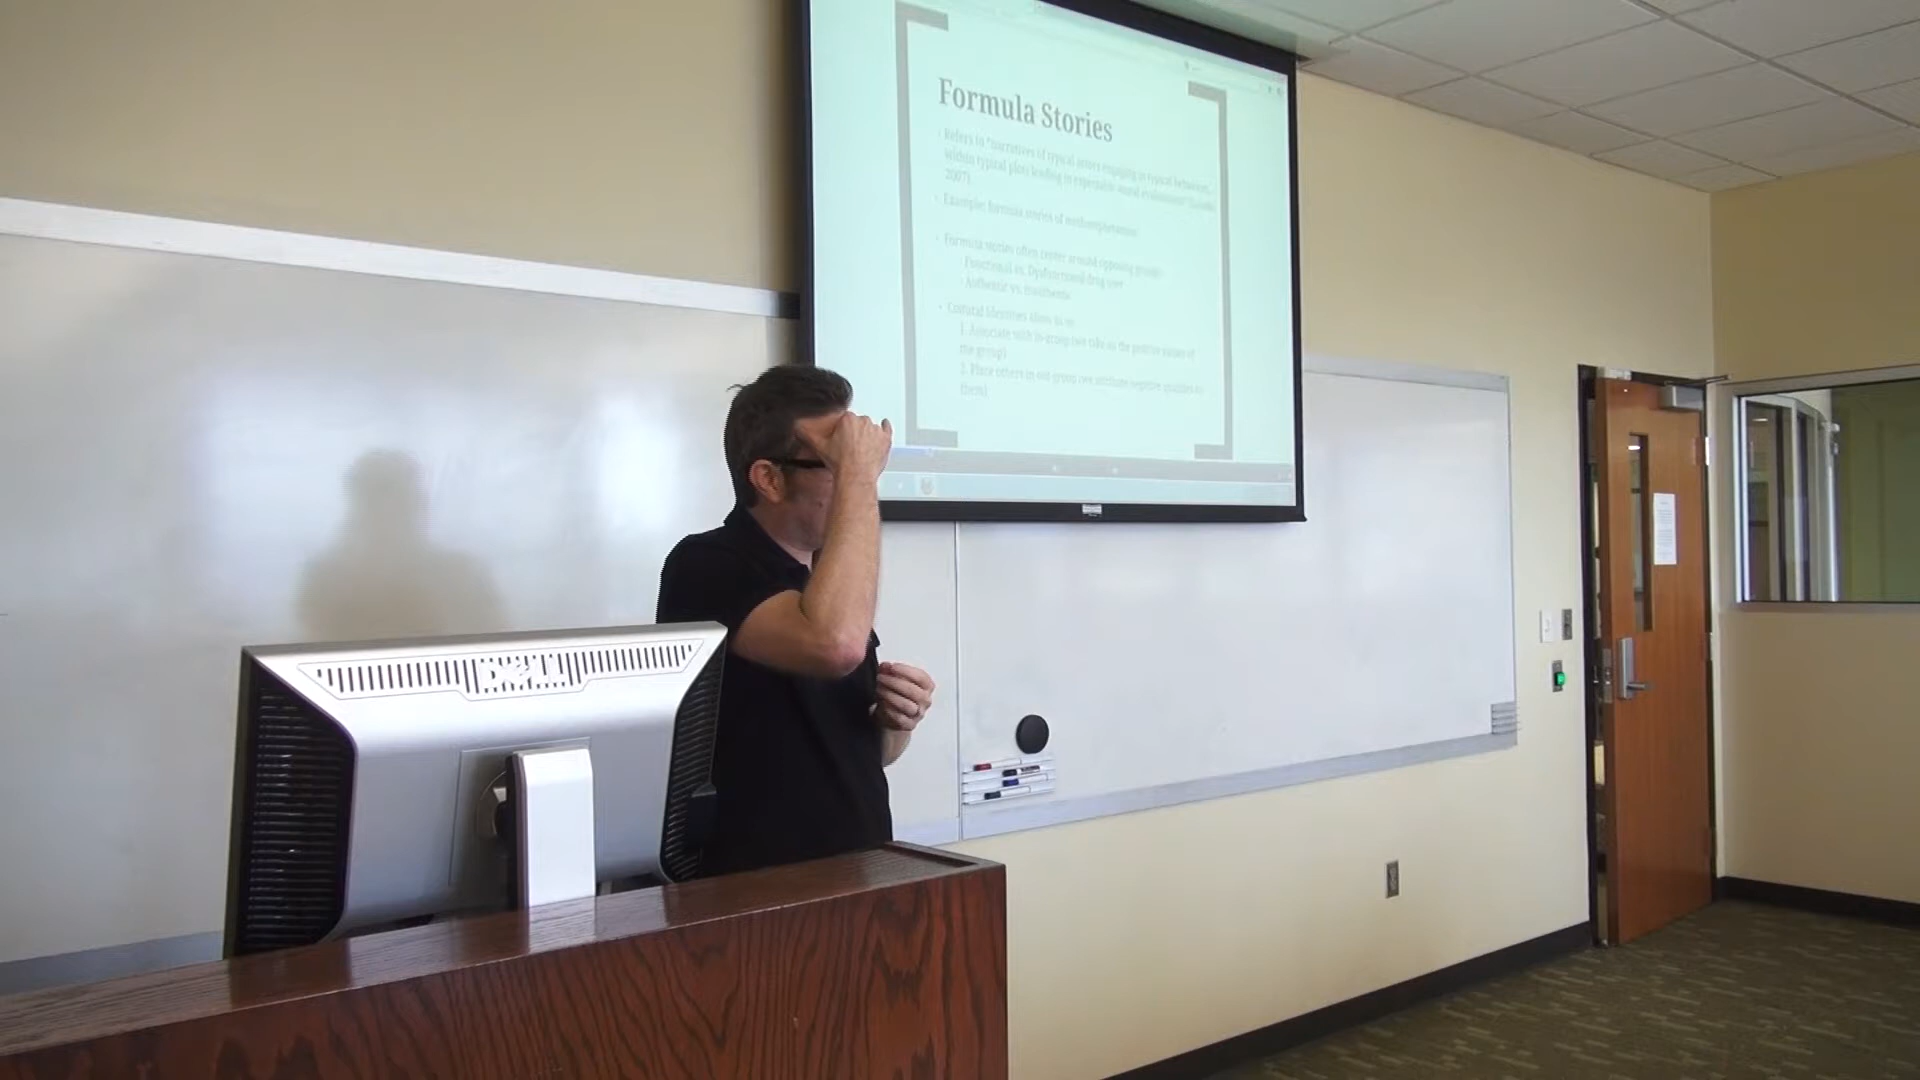 Formula Stories
· Refers to "narratives of typical actors engaging in typical behaviors
within typical plots leading to expectable moral evaluations"
2007)
· Example: formula stories of methamphetamine
· Formula stories often center around opposing groups
Functional vs. Dysfunctional drug user
Authentic vs. Inauthentic
· Cultural Identities Allow us to:
1. Associate with in-group (we take on the positive values of
the group)
2. Place others in out-group (we attribute negative qualities to
them)
DELL